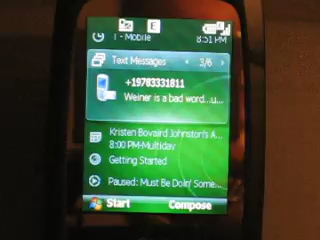 E
T - Mobile 8:51 PM
Text Messages 3/6
+19783331811
Weiner is a bad word...u...
Kristen Bovaird Johnston's A...
8:00 PM-Multiday
Getting Started
Paused: Must Be Doin' Some...
Start Compose